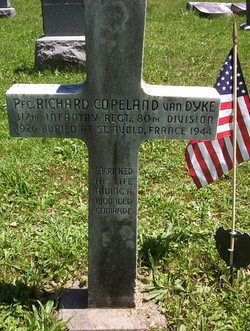 PFC. RICHARD COPELAND VAN DYKE
317TH INFANTRY REGT. 80TH DIVISION
1926 BURIED AT ST. AVOLD, FRANCE 1944
SACRIFICED
HIS LIFE
AIDING A
WOUNDED
COMRADE